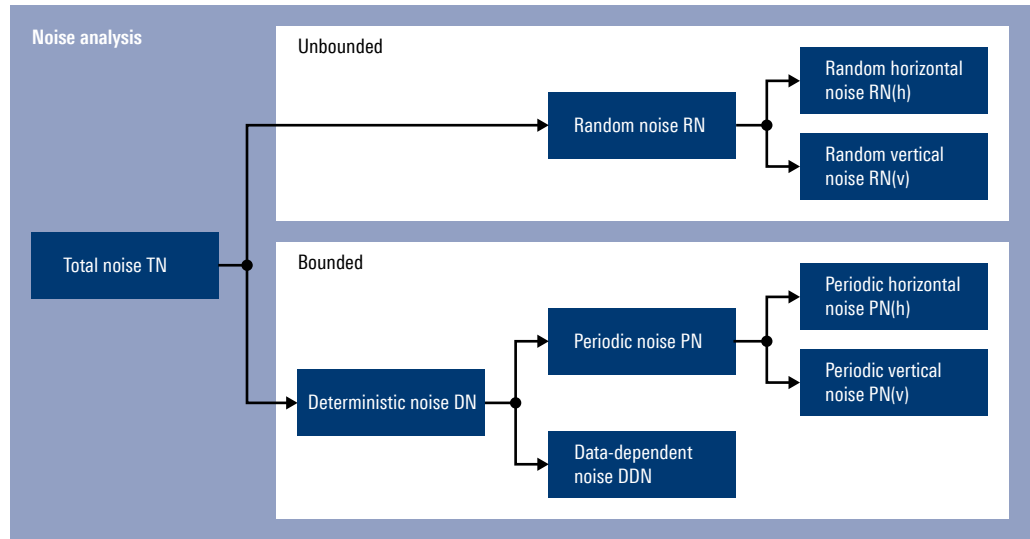 Noise analysis
Unbounded
Random noise RN
Random horizontal
noise RN(h)
Random vertical
noise RN(v)
Total noise TN
Bounded
Deterministic noise DN
Periodic noise PN
Periodic horizontal
noise PN(h)
Periodic vertical
noise PN(v)
Data-dependent
noise DDN